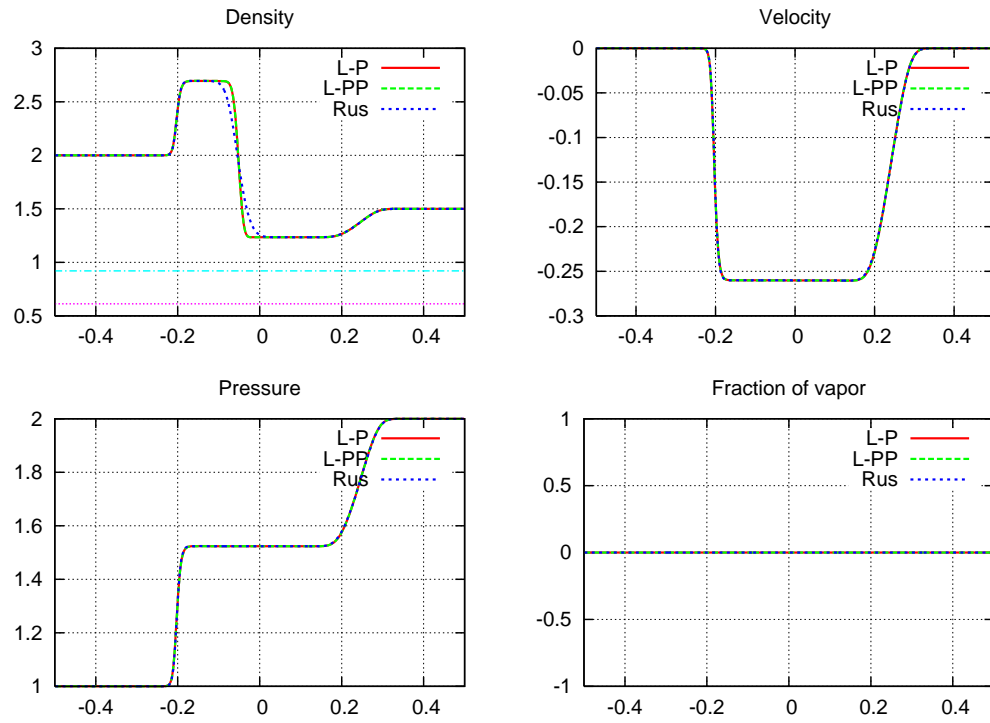 Density
3
2.5
2
1.5
1
0.5
-0.4 -0.2 0 0.2 0.4
L-P
L-PP
Rus
Velocity
0
-0.05
-0.1
-0.15
-0.2
-0.25
-0.3
-0.4 -0.2 0 0.2 0.4
L-P
L-PP
Rus
Pressure
2
1.8
1.6
1.4
1.2
1
-0.4 -0.2 0 0.2 0.4
L-P
L-PP
Rus
Fraction of vapor
1
0.5
0
-0.5
-1
-0.4 -0.2 0 0.2 0.4
L-P
L-PP
Rus